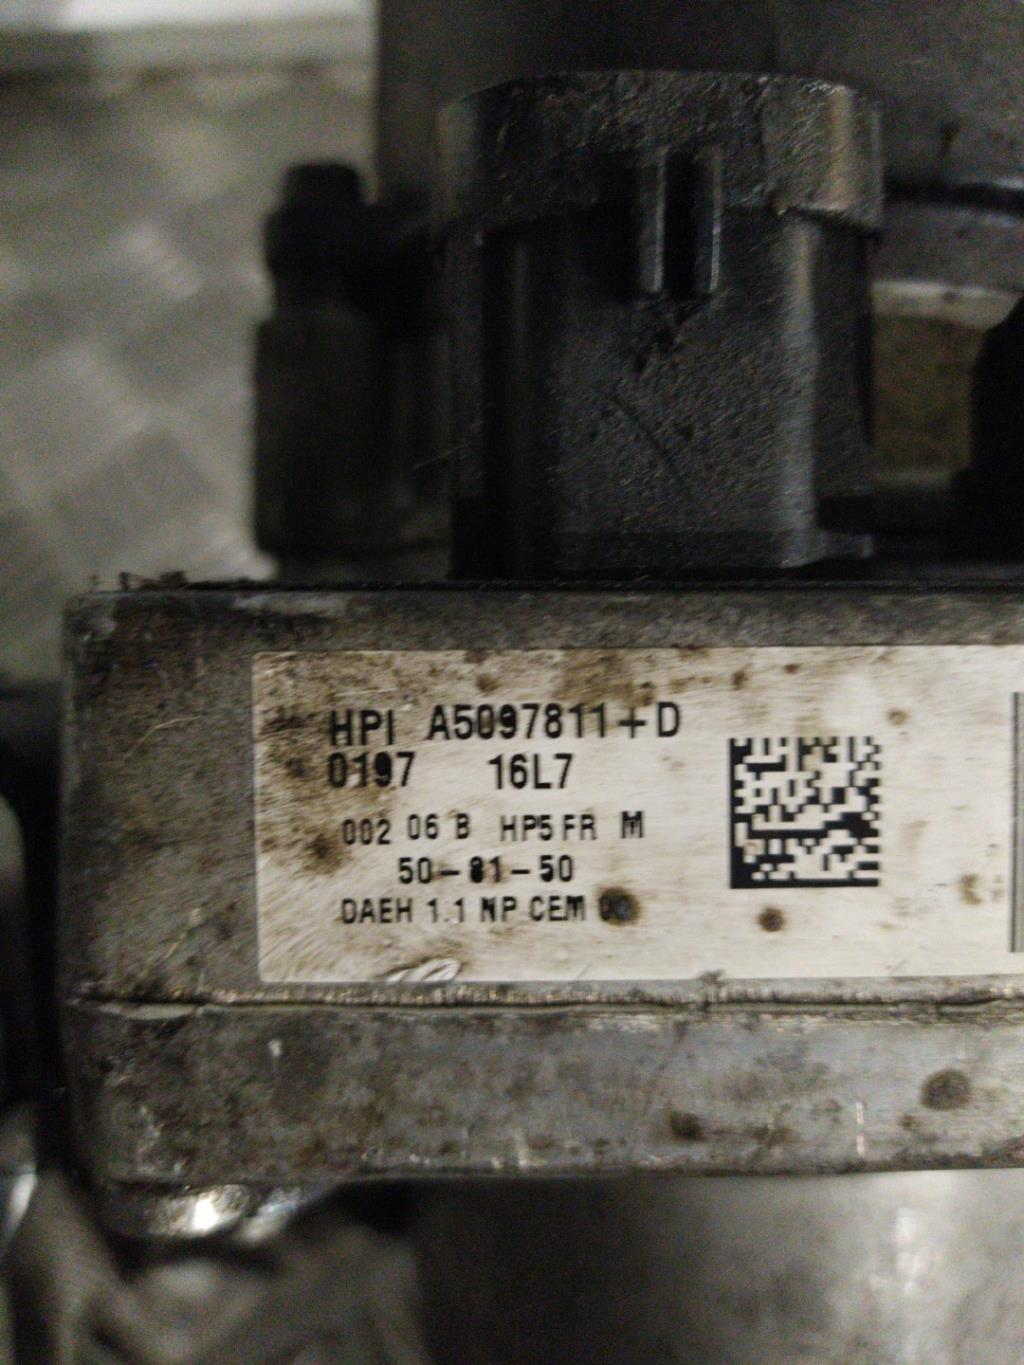 HPI A5097811+D
0197 16L7
002 06 B HP5 FR M
50-81-50
DAEH 1.1 NP CEM